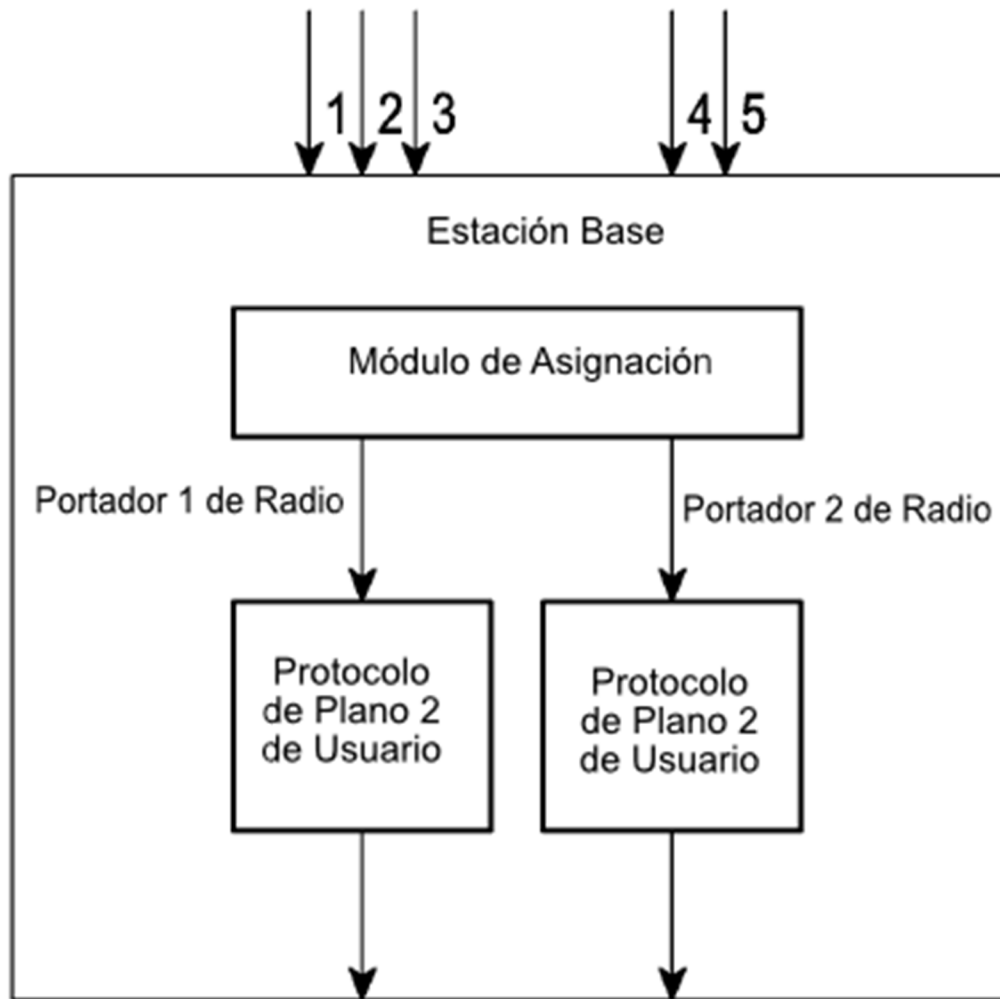 1 2 3 4 5
Estación Base
Módulo de Asignación
Portador 1 de Radio
Portador 2 de Radio
Protocolo
de Plano 2
de Usuario
Protocolo
de Plano 2
de Usuario